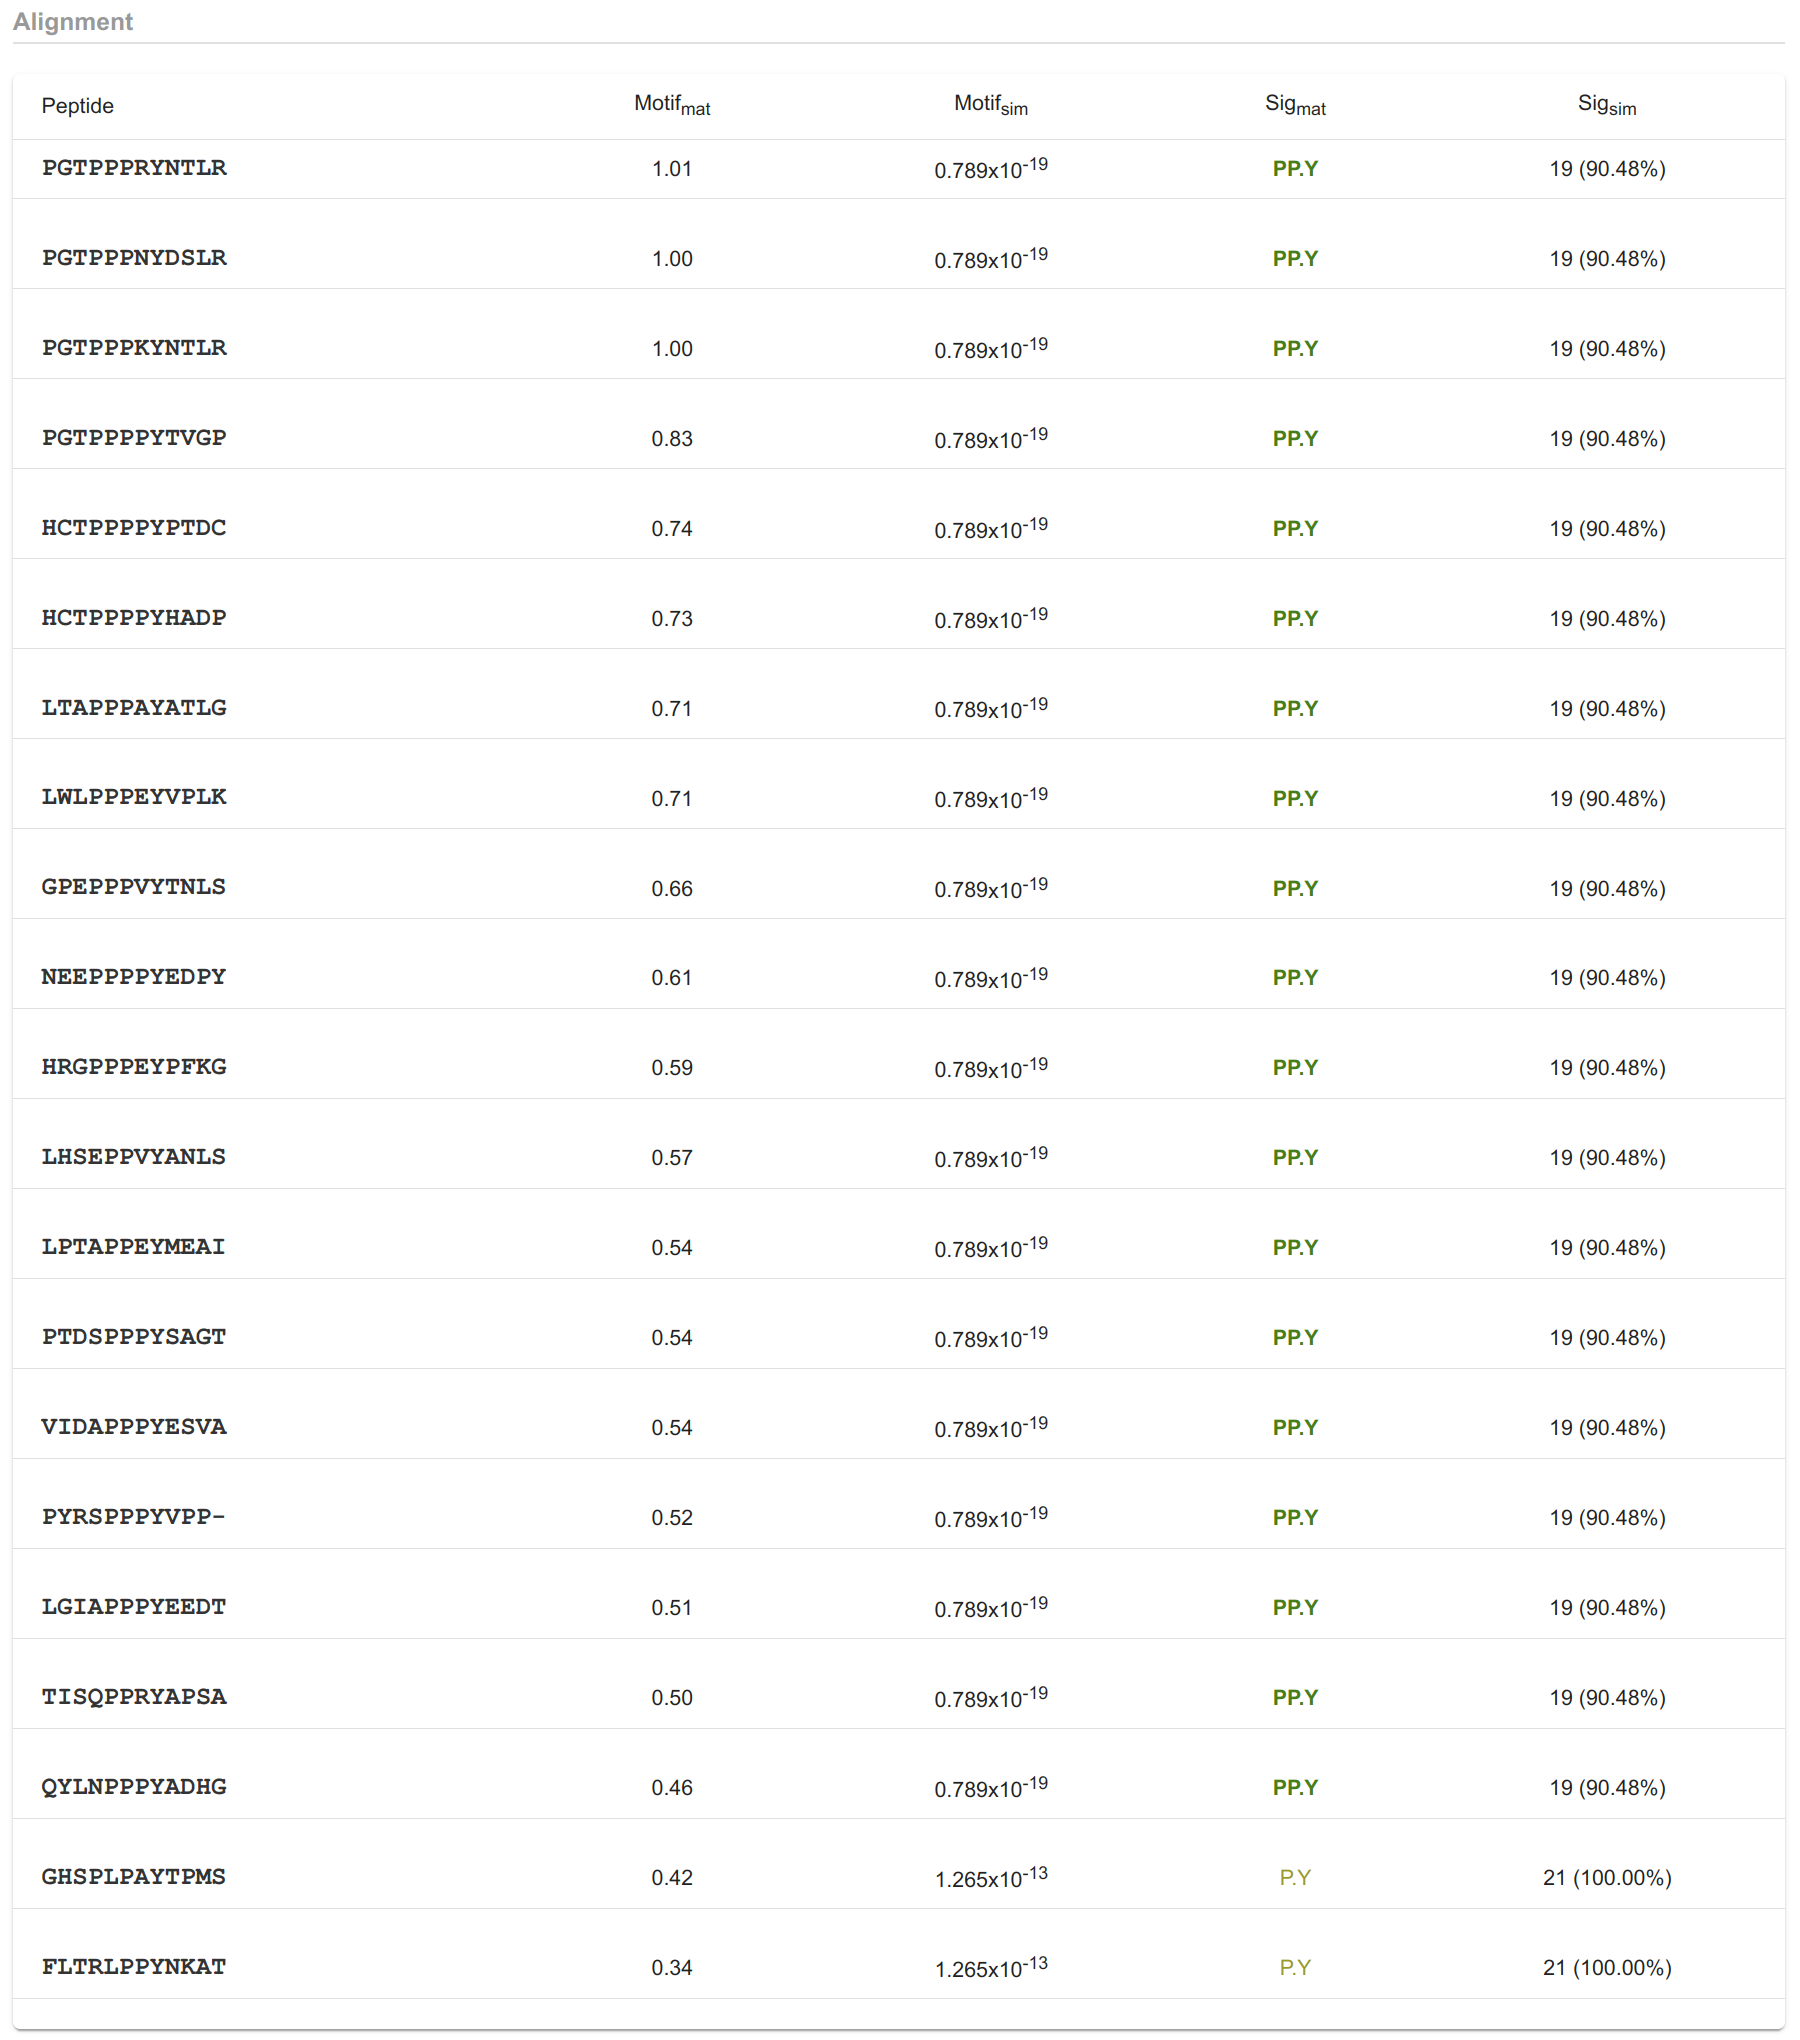 Alignment
Peptide Motifmat Motifsim Sigmat Sigsim
PGTPPPRYNTLR 1.01 0.789x10-19 PP.Y 19 (90.48%)
PGTPPPNYDSLR 1.00 0.789x10-19 PP.Y 19 (90.48%)
PGTPPPKYNTLR 1.00 0.789x10-19 PP.Y 19 (90.48%)
PGTPPPPYTVGP 0.83 0.789x10-19 PP.Y 19 (90.48%)
HCTPPPPYPTDC 0.74 0.789x10-19 PP.Y 19 (90.48%)
HCTPPPPYHADP 0.73 0.789x10-19 PP.Y 19 (90.48%)
LTAPPPAYATLG 0.71 0.789x10-19 PP.Y 19 (90.48%)
LWLPPPEYVPLK 0.71 0.789x10-19 PP.Y 19 (90.48%)
GPEPPPVYTNLS 0.66 0.789x10-19 PP.Y 19 (90.48%)
NEEPPPPYEDPY 0.61 0.789x10-19 PP.Y 19 (90.48%)
HRGPPPEYPFKG 0.59 0.789x10-19 PP.Y 19 (90.48%)
LHSEPPVYANLS 0.57 0.789x10-19 PP.Y 19 (90.48%)
LPTAPPEYMEAI 0.54 0.789x10-19 PP.Y 19 (90.48%)
PTDSPPPYSAGT 0.54 0.789x10-19 PP.Y 19 (90.48%)
VIDAPPPYESVA 0.54 0.789x10-19 PP.Y 19 (90.48%)
PYRSPPPYVPP- 0.52 0.789x10-19 PP.Y 19 (90.48%)
LGIAPPPYEEDT 0.51 0.789x10-19 PP.Y 19 (90.48%)
TISQPPRYAPSA 0.50 0.789x10-19 PP.Y 19 (90.48%)
QYLNPPPYADHG 0.46 0.789x10-19 PP.Y 19 (90.48%)
GHSPLPAYTPMS 0.42 1.265x10-13 P.Y 21 (100.00%)
FLTRLPPYNKAT 0.34 1.265x10-13 P.Y 21 (100.00%)